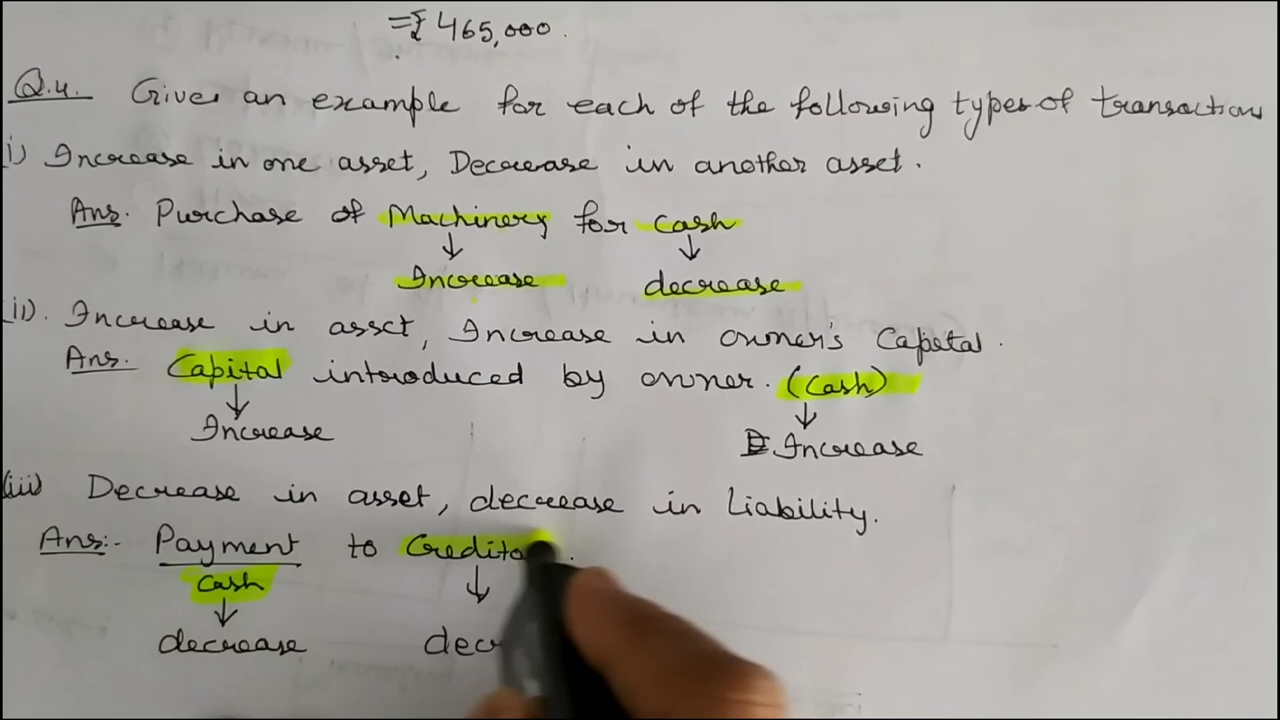 =₹ 465,000.
Q.4. Give an example for each of the following types of transaction
i) Increase in one asset, Decrease in another asset.
Ans. Purchase of Machinery for cash
↓ ↓
Increase decrease
ii). Increase in asset, Increase in owner's Capital.
Ans. Capital introduced by owner. (Cash)
↓ ↓
Increase Increase
(iii) Decrease in asset, decrease in Liability.
Ans:- Payment to
Cash ↓
↓
decrease